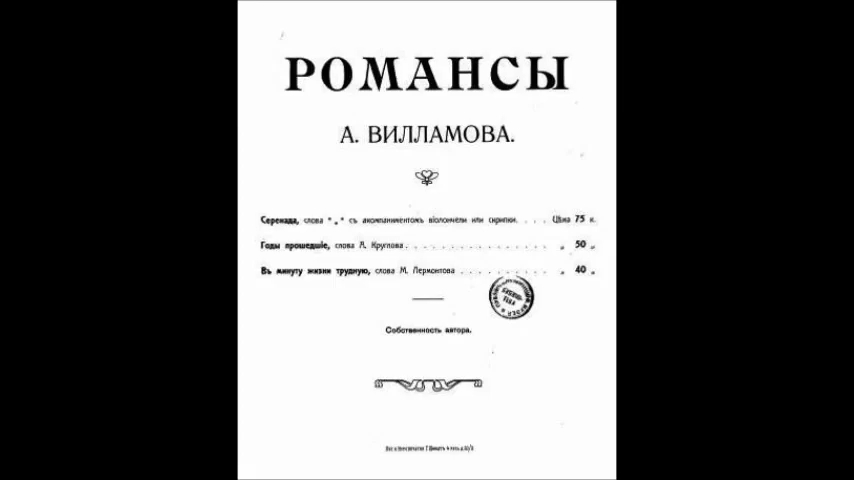 РОМАНСЫ
А. ВИЛЛАМОВА.
Серенада, слова *„* съ акомпаниментомъ віолончели или скрипки. . . . Цѣна 75 к.
Годы прошедшіе, слова А. Круглова . . . . . . . . . . . . . . „ 50 „
Въ минуту жизни трудную, слова М. Лермонтова . . . . . . . . . „ 40 „
Собственность автора.